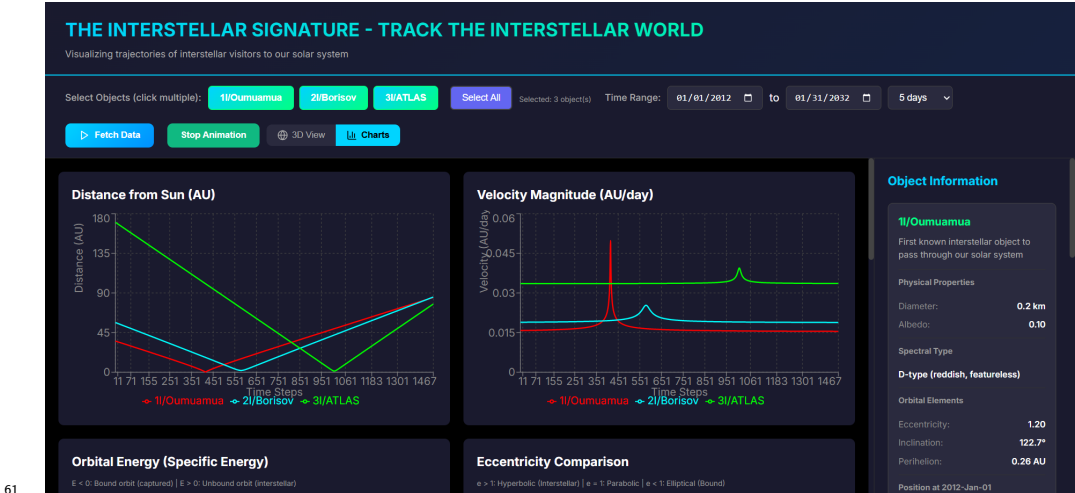 THE INTERSTELLAR SIGNATURE - TRACK THE INTERSTELLAR WORLD
Visualizing trajectories of interstellar visitors to our solar system
Select Objects (click multiple): 1I/Oumuamua 2I/Borisov 3I/ATLAS Select All Selected: 3 object(s) Time Range: 01/01/2012 to 01/31/2032 5 days
Fetch Data Stop Animation 3D View Charts
Distance from Sun (AU)
180
135
90
45
0
Distance (AU)
11 71 155 251 351 451 551 651 751 851 951 1061 1183 1301 1467
Time Steps
1I/Oumuamua 2I/Borisov 3I/ATLAS
Velocity Magnitude (AU/day)
0.06
0.045
0.03
0.015
0
Velocity (AU/day
11 71 155 251 351 451 551 651 751 851 951 1061 1183 1301 1467
Time Steps
1I/Oumuamua 2I/Borisov 3I/ATLAS
Orbital Energy (Specific Energy)
E < 0: Bound orbit (captured) | E > 0: Unbound orbit (interstellar)
Eccentricity Comparison
e > 1: Hyperbolic (Interstellar) | e = 1: Parabolic | e < 1: Elliptical (Bound)
Object Information
1I/Oumuamua
First known interstellar object to
pass through our solar system
Physical Properties
Diameter: 0.2 km
Albedo: 0.10
Spectral Type
D-type (reddish, featureless)
Orbital Elements
Eccentricity: 1.20
Inclination: 122.7°
Perihelion: 0.26 AU
Position at 2012-Jan-01
61